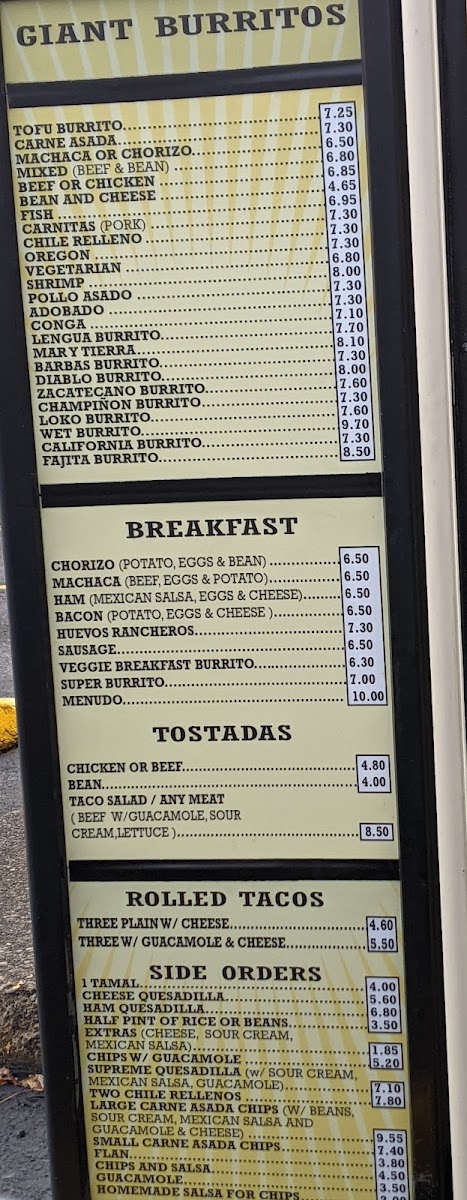 GIANT BURRITOS
TOFU BURRITO 7.25
CARNE ASADA 7.30
MACHACA OR CHORIZO 6.50
MIXED (BEEF & BEAN) 6.80
BEEF OR CHICKEN 6.85
BEAN AND CHEESE 4.65
FISH 6.95
CARNITAS (PORK) 7.30
CHILE RELLENO 7.30
OREGON 7.30
VEGETARIAN 6.80
SHRIMP 8.00
POLLO ASADO 7.30
ADOBADO 7.30
CONGA 7.10
LENGUA BURRITO 7.70
MAR Y TIERRA 8.10
BARBAS BURRITO 7.30
DIABLO BURRITO 8.00
ZACATECANO BURRITO 7.60
CHAMPIÑON BURRITO 7.30
LOKO BURRITO 7.60
WET BURRITO 9.70
CALIFORNIA BURRITO 7.30
FAJITA BURRITO 8.50
BREAKFAST
CHORIZO (POTATO, EGGS & BEAN) 6.50
MACHACA (BEEF, EGGS & POTATO) 6.50
HAM (MEXICAN SALSA, EGGS & CHEESE) 6.50
BACON (POTATO, EGGS & CHEESE ) 6.50
HUEVOS RANCHEROS 7.30
SAUSAGE 6.50
VEGGIE BREAKFAST BURRITO 6.30
SUPER BURRITO 7.00
MENUDO 10.00
TOSTADAS
CHICKEN OR BEEF 4.80
BEAN 4.00
TACO SALAD / ANY MEAT
( BEEF W/GUACAMOLE, SOUR
CREAM,LETTUCE ) 8.50
ROLLED TACOS
THREE PLAIN W/ CHEESE 4.60
THREE W/ GUACAMOLE & CHEESE 5.50
SIDE ORDERS
1 TAMAL 4.00
CHEESE QUESADILLA 5.60
HAM QUESADILLA 6.80
HALF PINT OF RICE OR BEANS 3.50
EXTRAS (CHEESE, SOUR CREAM,
MEXICAN SALSA) 1.85
CHIPS W/ GUACAMOLE 5.20
SUPREME QUESADILLA (W/ SOUR CREAM,
MEXICAN SALSA, GUACAMOLE) 7.10
TWO CHILE RELLENOS 7.80
LARGE CARNE ASADA CHIPS (W/ BEANS,
SOUR CREAM, MEXICAN SALSA AND
GUACAMOLE & CHEESE) 9.55
SMALL CARNE ASADA CHIPS 7.40
FLAN 3.80
CHIPS AND SALSA 4.50
GUACAMOLE 3.50
HOMEMADE SALSA FOR CHIPS